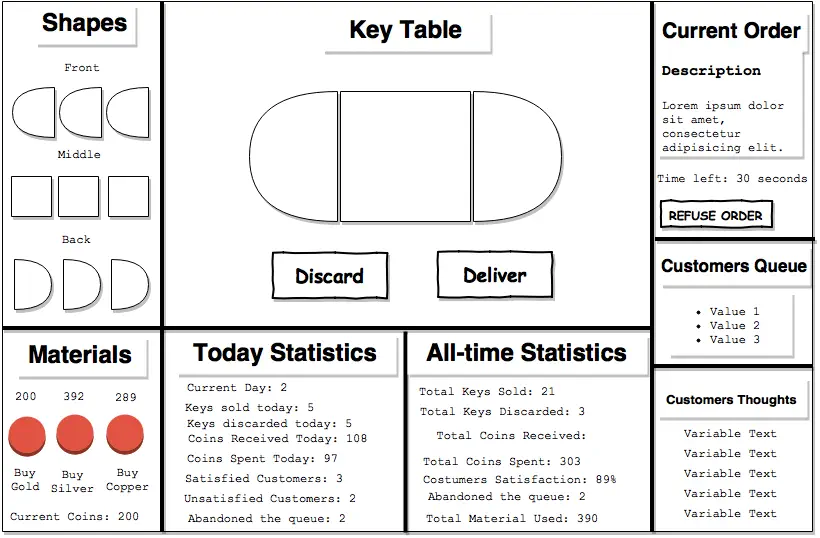 Shapes
Front
Middle
Back
Key Table
Discard
Deliver
Current Order
Description
Lorem ipsum dolor
sit amet,
consectetur
adipisicing elit.
Time left: 30 seconds
REFUSE ORDER
Customers Queue
• Value 1
• Value 2
• Value 3
Customers Thoughts
Variable Text
Variable Text
Variable Text
Variable Text
Variable Text
Materials
200 392 289
Buy Gold
Buy Silver
Buy Copper
Current Coins: 200
Today Statistics
Current Day: 2
Keys sold today: 5
Keys discarded today: 5
Coins Received Today: 108
Coins Spent Today: 97
Satisfied Customers: 3
Unsatisfied Customers: 2
Abandoned the queue: 2
All-time Statistics
Total Keys Sold: 21
Total Keys Discarded: 3
Total Coins Received:
Total Coins Spent: 303
Costumers Satisfaction: 89%
Abandoned the queue: 2
Total Material Used: 390